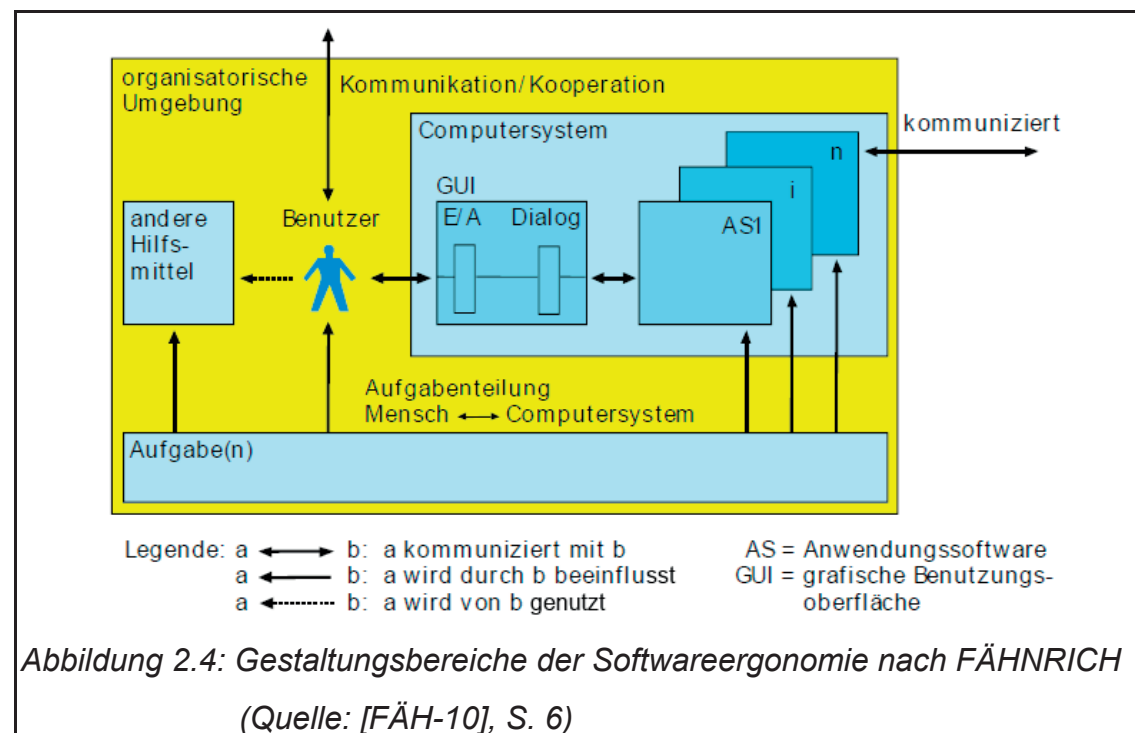 organisatorische
Umgebung
Kommunikation/Kooperation
Computersystem
kommuniziert
n
i
AS1
GUI
E/A Dialog
andere
Hilfs-
mittel
Benutzer
Aufgabenteilung
Mensch ⟷ Computersystem
Aufgabe(n)
Legende: a ⟷ b: a kommuniziert mit b
a ⟵ b: a wird durch b beeinflusst
a ⇠ b: a wird von b genutzt
AS = Anwendungssoftware
GUI = grafische Benutzungs-
oberfläche
Abbildung 2.4: Gestaltungsbereiche der Softwareergonomie nach FÄHNRICH
(Quelle: [FÄH-10], S. 6)